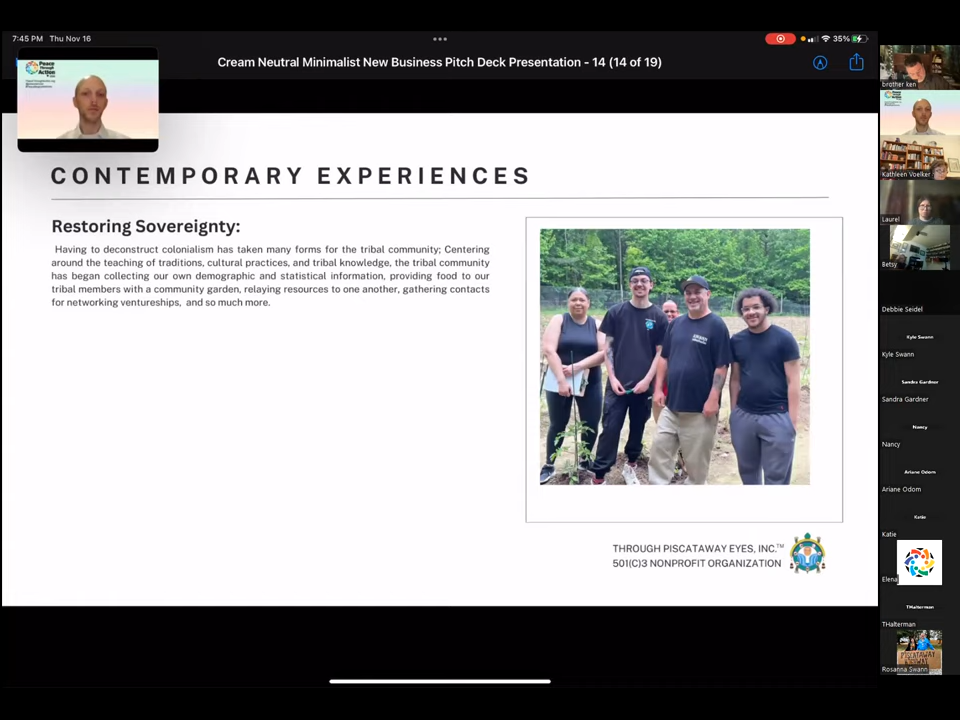 7:45 PM Thu Nov 16
35%
Cream Neutral Minimalist New Business Pitch Deck Presentation - 14 (14 of 19)
Peace
Through
Action
CONTEMPORARY EXPERIENCES
Restoring Sovereignty:
Having to deconstruct colonialism has taken many forms for the tribal community; Centering
around the teaching of traditions, cultural practices, and tribal knowledge, the tribal community
has began collecting our own demographic and statistical information, providing food to our
tribal members with a community garden, relaying resources to one another, gathering contacts
for networking ventureships, and so much more.
THROUGH PISCATAWAY EYES, INC.™
501(C)3 NONPROFIT ORGANIZATION
brother ken
Kathleen Voelker
Laurel
Betsy
Debbie Seidel
Kyle Swann
Kyle Swann
Sandra Gardner
Sandra Gardner
Nancy
Nancy
Ariane Odom
Ariane Odom
Katie
Katie
Elena
THalterman
THalterman
PISCATAWAY
Rosanna Swann